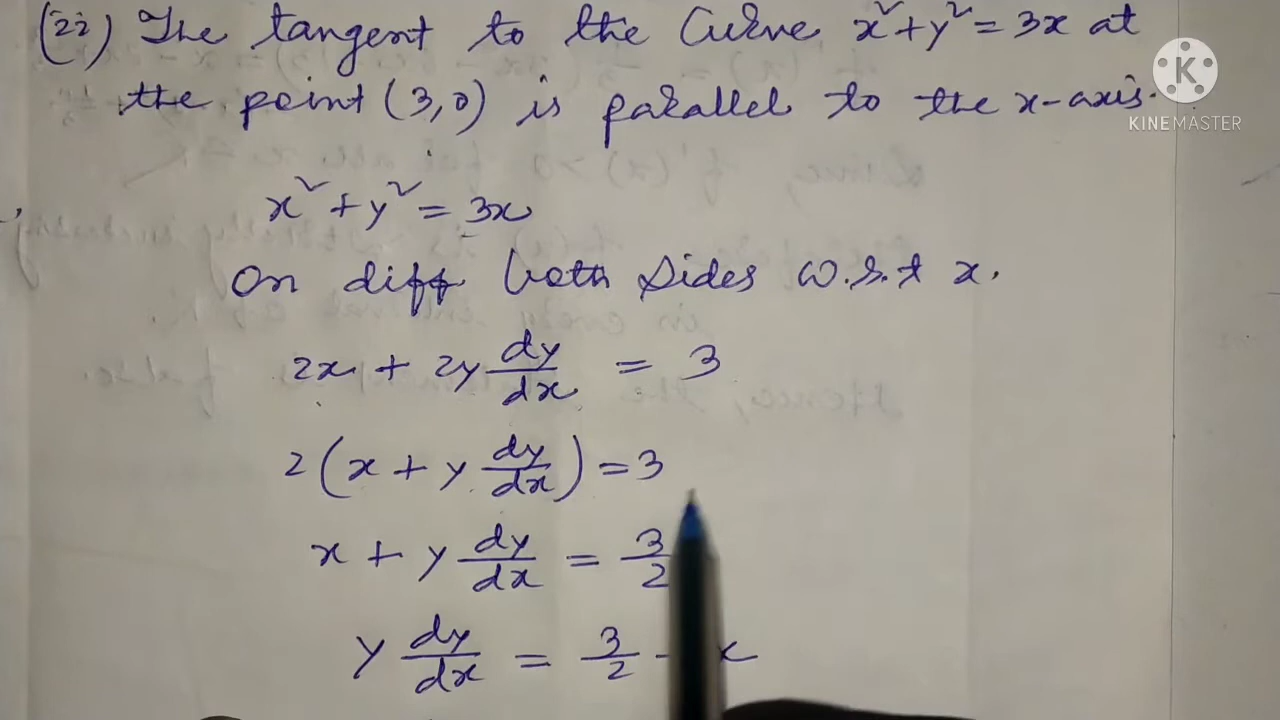 (22) The tangent to the Curve x² + y² = 3x at
the point (3,0) is parallel to the x-axis.
K
KINEMASTER
x² + y² = 3x
On diff both sides w.r.t x.
2x + 2y dy/dx = 3
2(x + y dy/dx) = 3
x + y dy/dx = 3/2
y dy/dx = 3/2 - x